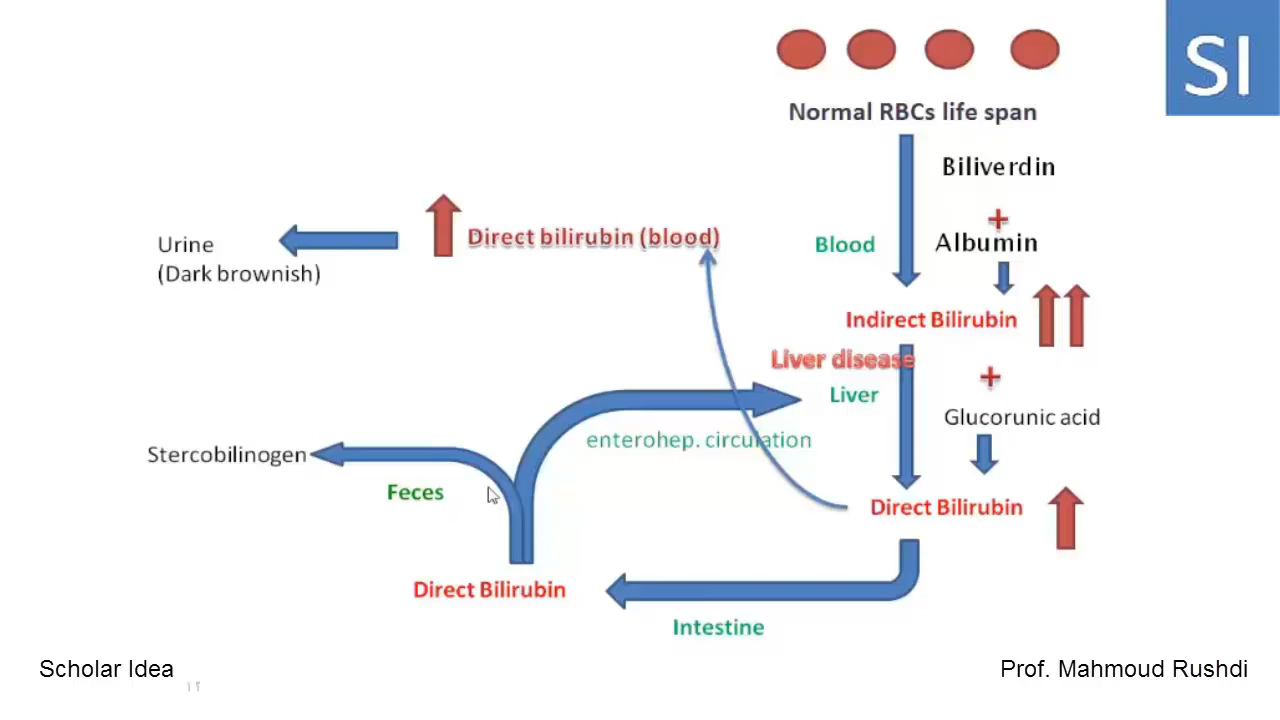 SI
Normal RBCs life span
Biliverdin
+
Blood
Albumin
Direct bilirubin (blood)
Urine
(Dark brownish)
Indirect Bilirubin
Liver disease
+
Liver
Glucorunic acid
enterohep. circulation
Stercobilinogen
Feces
Direct Bilirubin
Direct Bilirubin
Intestine
Scholar Idea
Prof. Mahmoud Rushdi
١٢